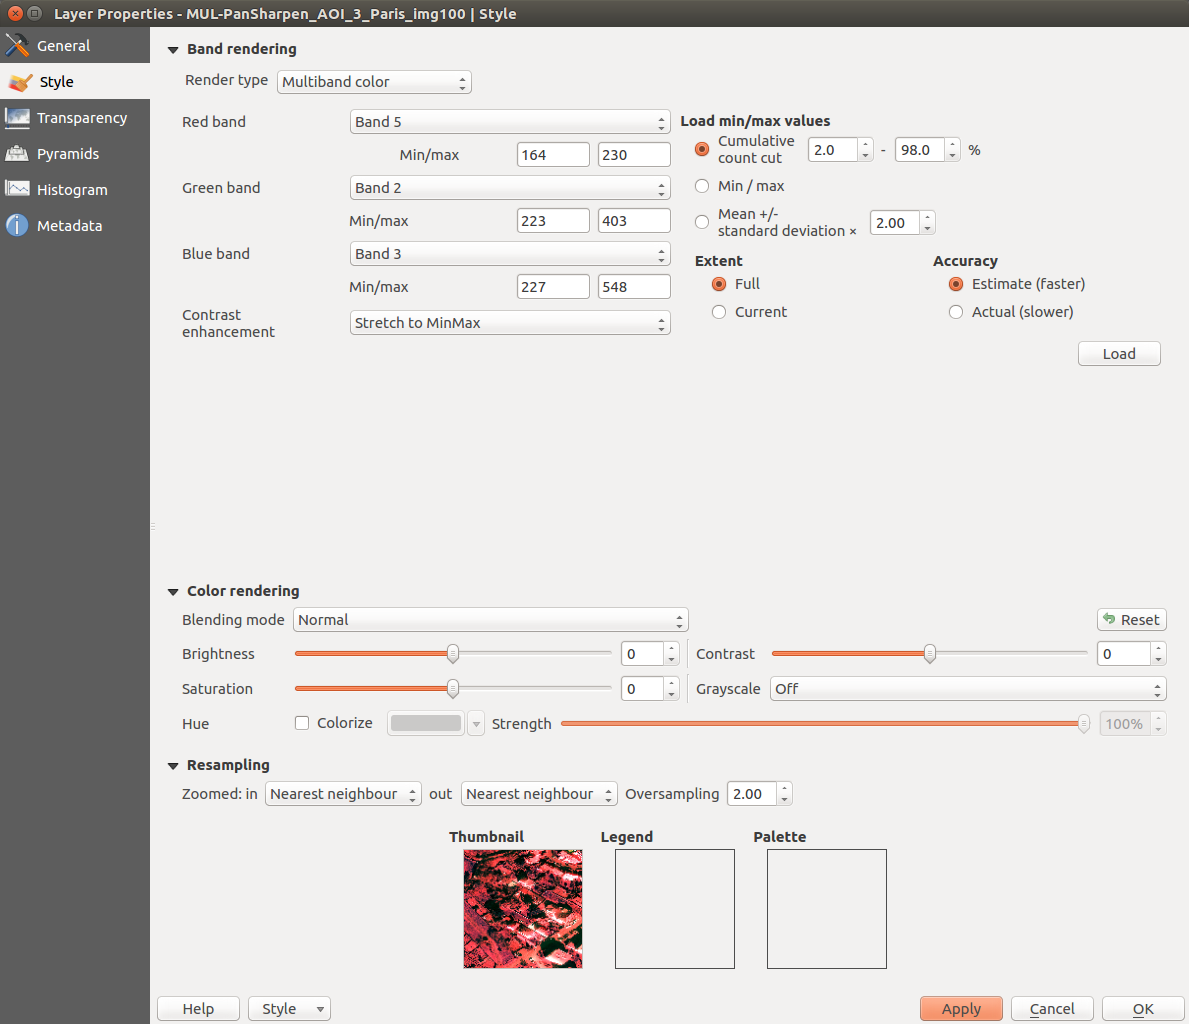 Layer Properties - MUL-PanSharpen_AOI_3_Paris_img100 | Style
General
Style
Transparency
Pyramids
Histogram
Metadata
Band rendering
Render type Multiband color
Red band Band 5
Min/max 164 230
Green band Band 2
Min/max 223 403
Blue band Band 3
Min/max 227 548
Contrast
enhancement
Stretch to MinMax
Load min/max values
Cumulative
count cut
2.0 - 98.0 %
Min / max
Mean +/-
standard deviation ×
2.00
Extent
Full
Current
Accuracy
Estimate (faster)
Actual (slower)
Load
Color rendering
Blending mode Normal Reset
Brightness 0 Contrast 0
Saturation 0 Grayscale Off
Hue Colorize Strength 100%
Resampling
Zoomed: in Nearest neighbour out Nearest neighbour Oversampling 2.00
Thumbnail Legend Palette
Help Style Apply Cancel OK